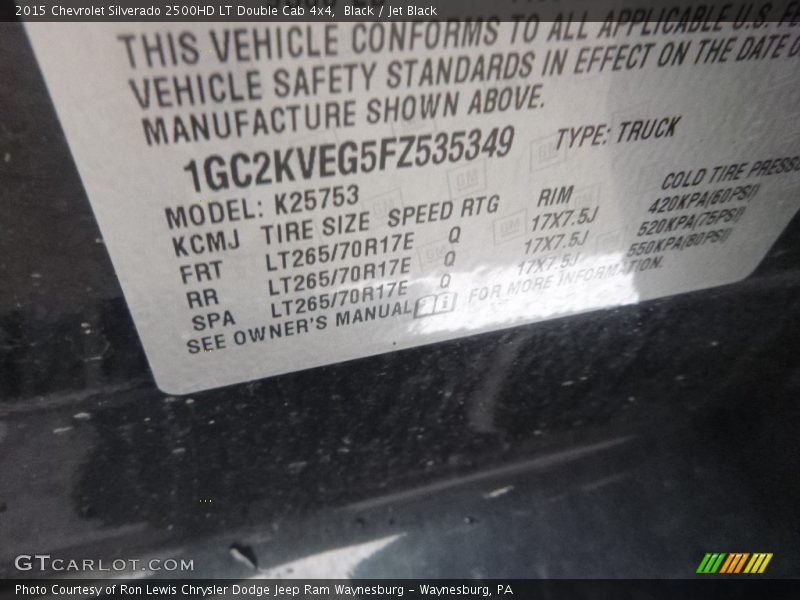 2015 Chevrolet Silverado 2500HD LT Double Cab 4x4, Black / Jet Black
THIS VEHICLE CONFORMS TO ALL APPLICABLE U.S.
VEHICLE SAFETY STANDARDS IN EFFECT ON THE DATE
MANUFACTURE SHOWN ABOVE.
1GC2KVEG5FZ535349 TYPE: TRUCK
MODEL: K25753
KCMJ TIRE SIZE SPEED RTG RIM COLD TIRE PRESS
FRT LT265/70R17E Q 17X7.5J 420KPA(60PSI)
RR LT265/70R17E Q 17X7.5J 520KPA(75PSI)
SPA LT265/70R17E Q 17X7.5J 550KPA(80PSI)
SEE OWNER'S MANUAL FOR MORE INFORMATION.
GTCARLOT.COM
Photo Courtesy of Ron Lewis Chrysler Dodge Jeep Ram Waynesburg - Waynesburg, PA